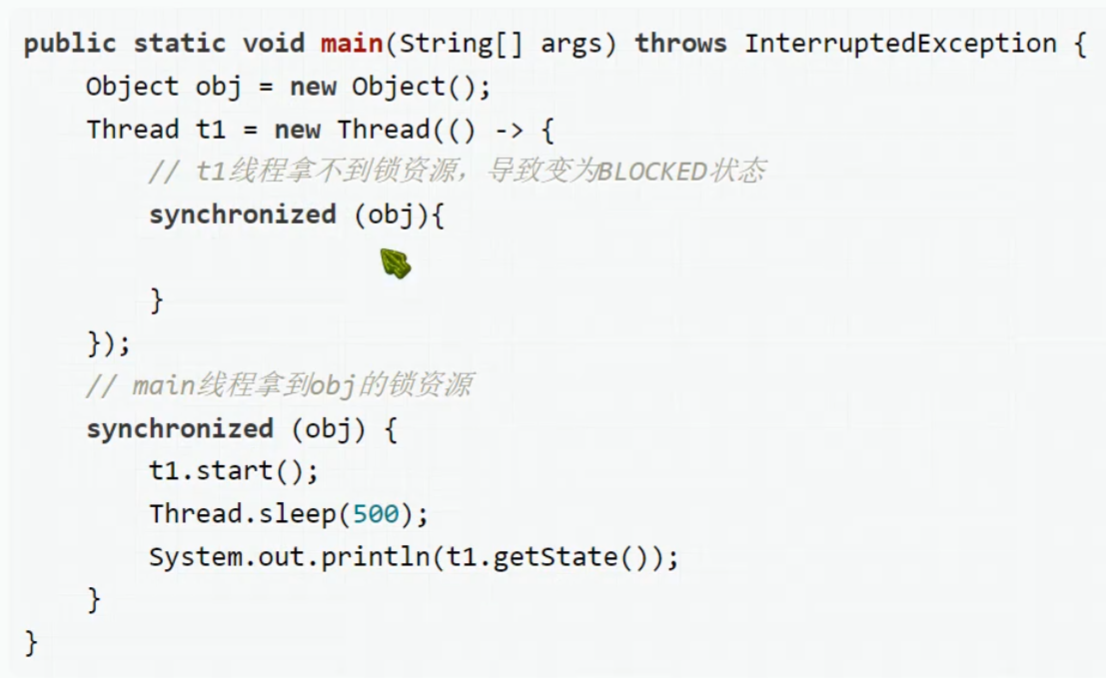 public static void main(String[] args) throws InterruptedException {
    Object obj = new Object();
    Thread t1 = new Thread(() -> {
        // t1线程拿不到锁资源，导致变为BLOCKED状态
        synchronized (obj){
        }
    });
    // main线程拿到obj的锁资源
    synchronized (obj) {
        t1.start();
        Thread.sleep(500);
        System.out.println(t1.getState());
    }
}